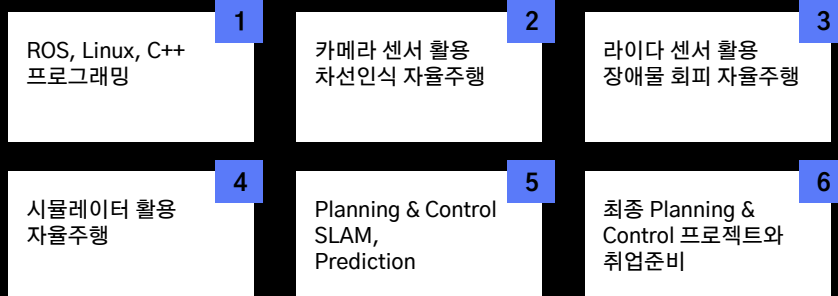 1
ROS, Linux, C++
프로그래밍
2
카메라 센서 활용
차선인식 자율주행
3
라이다 센서 활용
장애물 회피 자율주행
4
시뮬레이터 활용
자율주행
5
Planning & Control
SLAM,
Prediction
6
최종 Planning &
Control 프로젝트와
취업준비